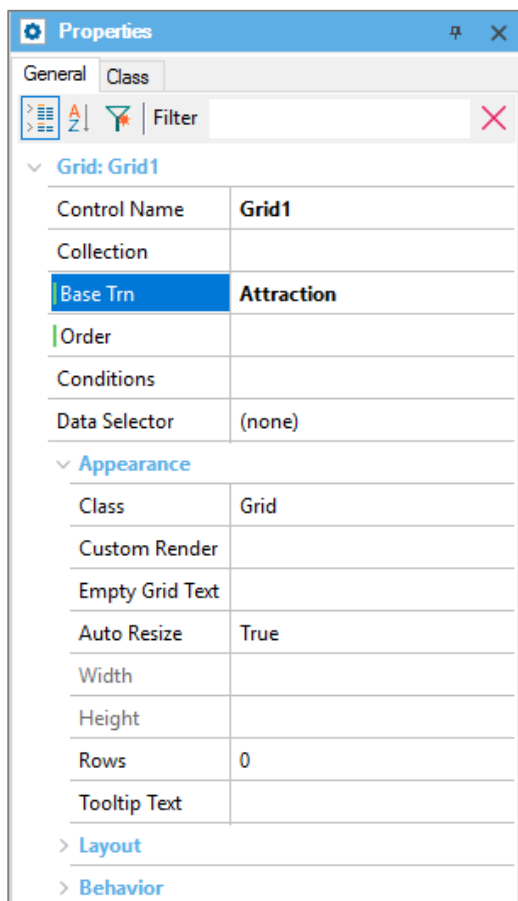 Properties
General Class
Filter
Grid: Grid1
Control Name Grid1
Collection
Base Trn Attraction
Order
Conditions
Data Selector (none)
Appearance
Class Grid
Custom Render
Empty Grid Text
Auto Resize True
Width
Height
Rows 0
Tooltip Text
Layout
Behavior